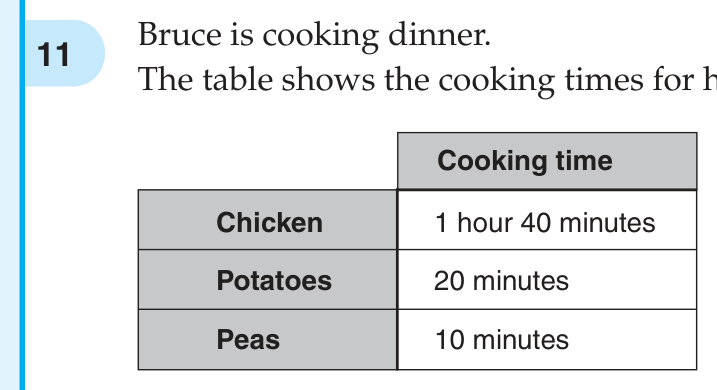 11
Bruce is cooking dinner.
The table shows the cooking times for
Cooking time
Chicken 1 hour 40 minutes
Potatoes 20 minutes
Peas 10 minutes